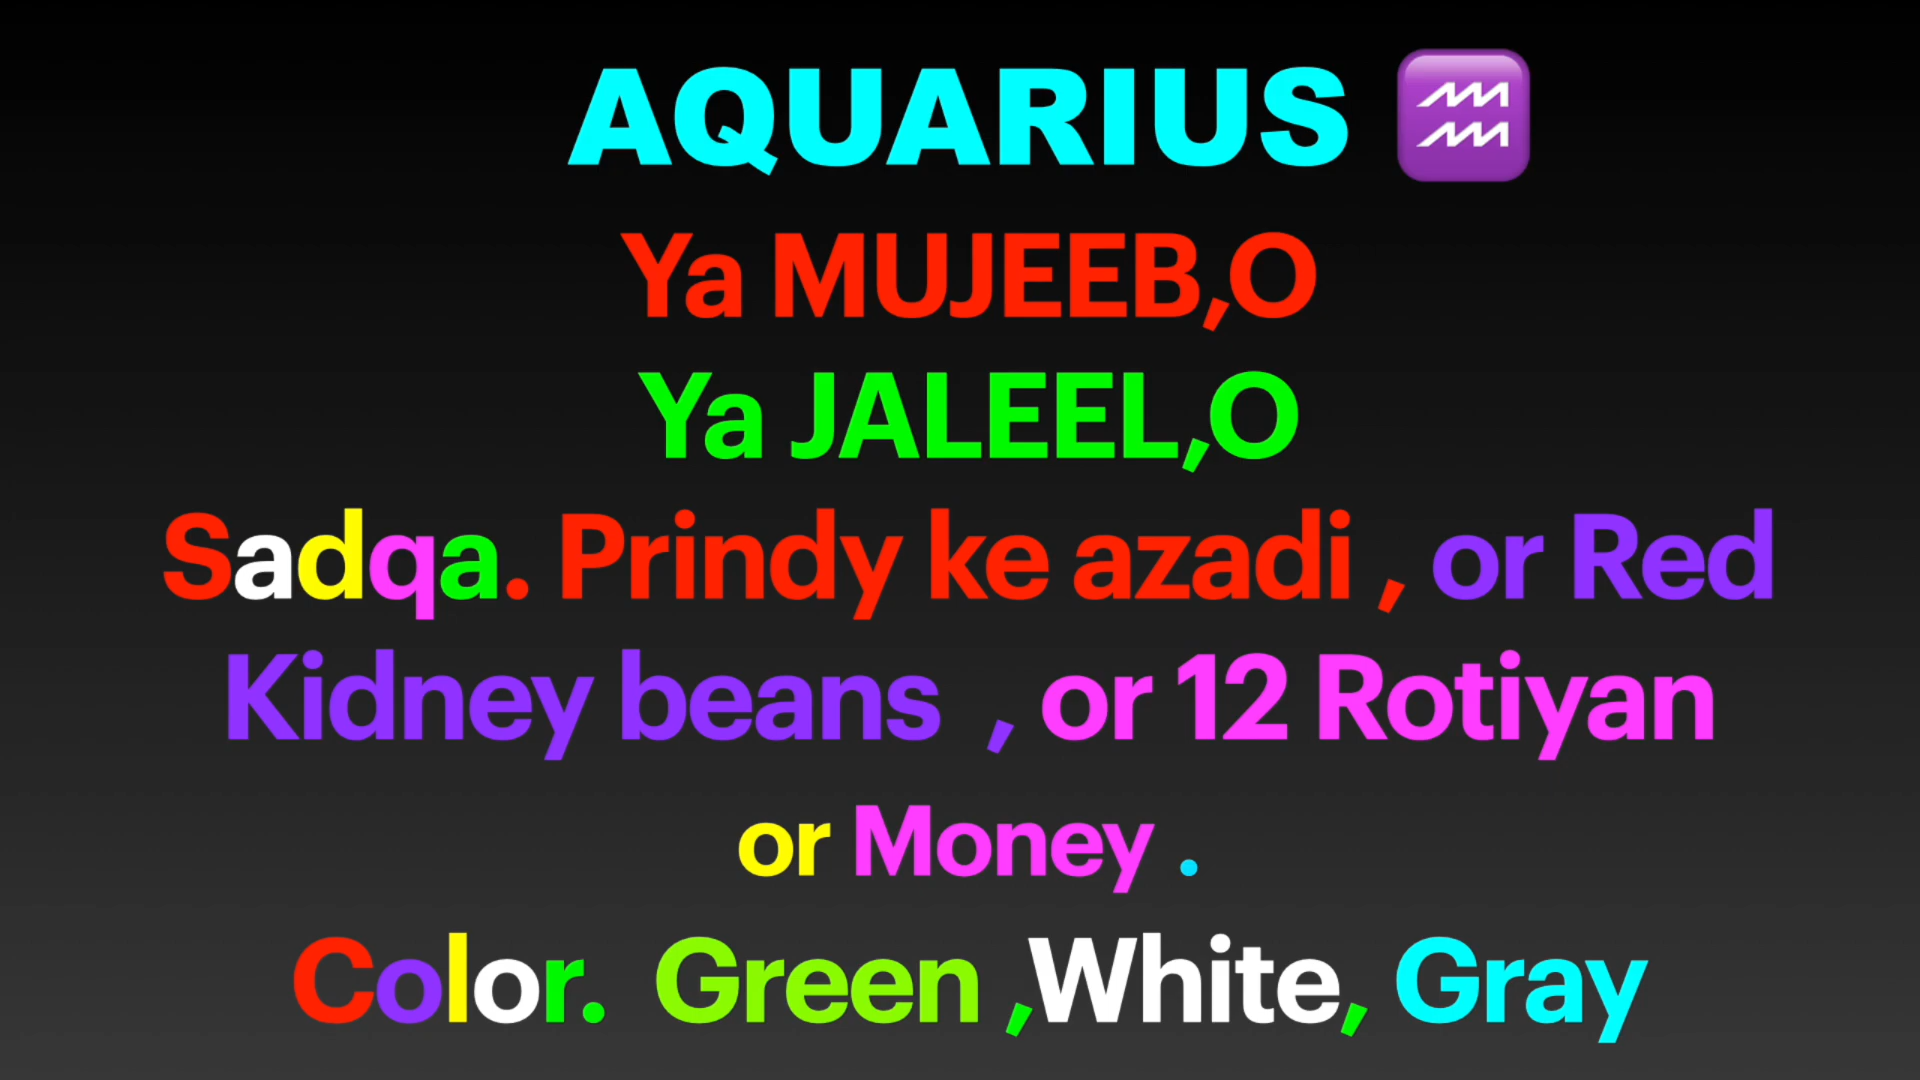 AQUARIUS ♒
Ya MUJEEB,O
Ya JALEEL,O
Sadqa. Prindy ke azadi , or Red
Kidney beans , or 12 Rotiyan
or Money .
Color. Green ,White, Gray